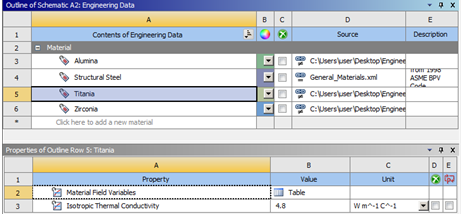 Outline of Schematic A2: Engineering Data
A B C D E
1 Contents of Engineering Data Source Description
2 Material
3 Alumina C:\Users\user\Desktop\Engineer
4 Structural Steel General_Materials.xml from 1998 ASME BPV Code
5 Titania C:\Users\user\Desktop\Engineer
6 Zirconia C:\Users\user\Desktop\Engineer
* Click here to add a new material
Properties of Outline Row 5: Titania
A B C D E
1 Property Value Unit
2 Material Field Variables Table
3 Isotropic Thermal Conductivity 4.8 W m^-1 C^-1